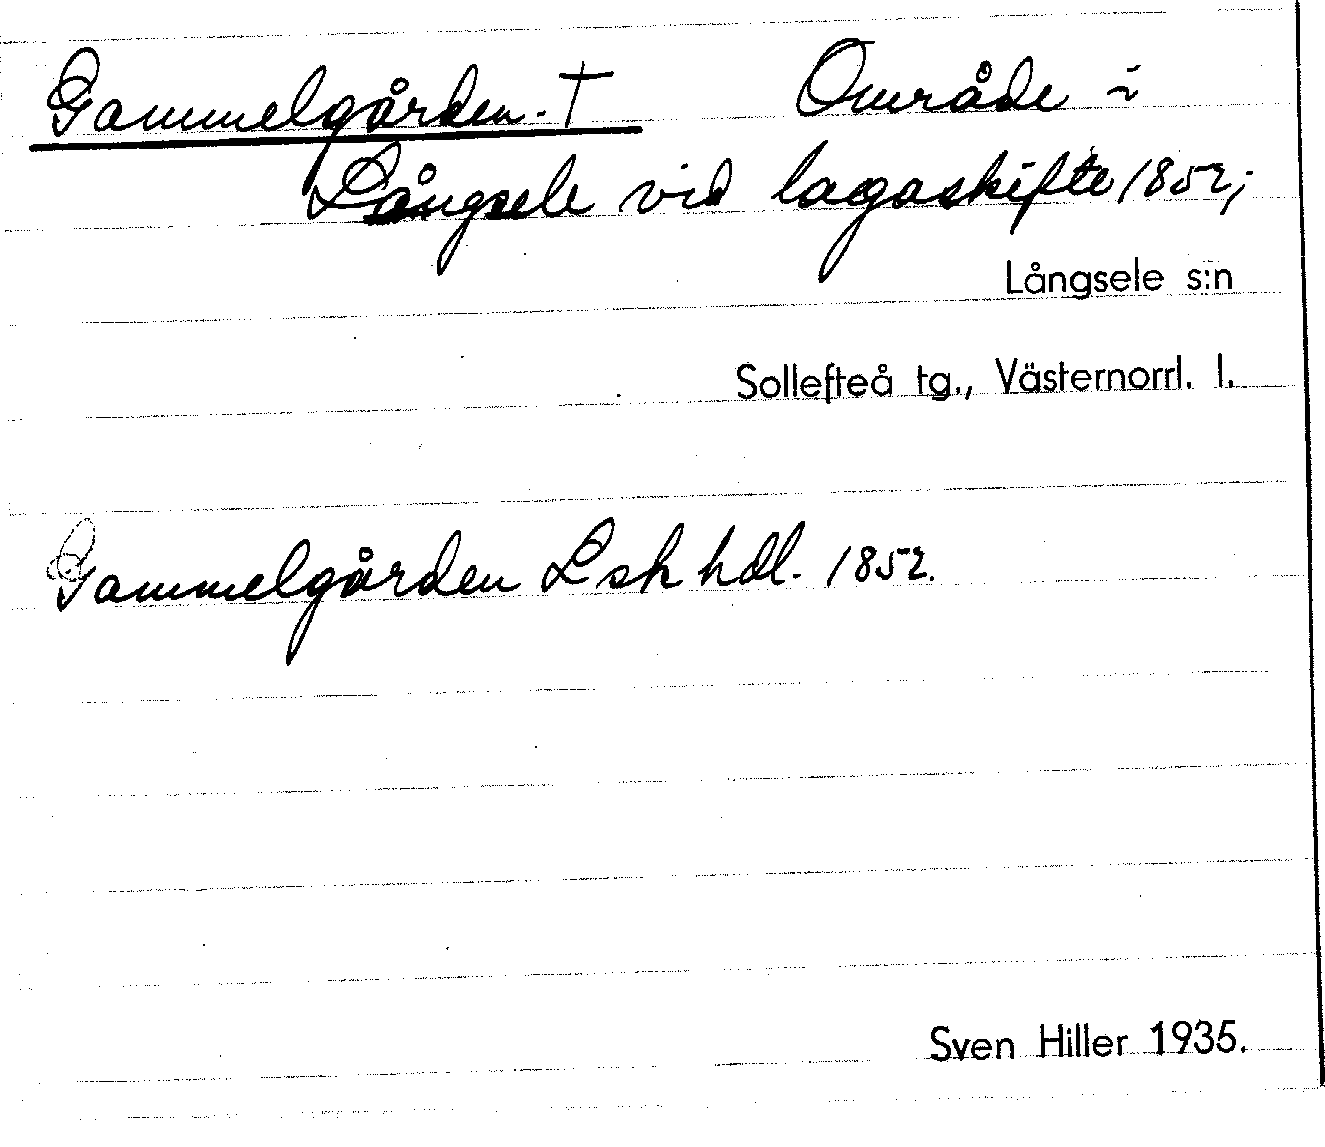 Gammelgården. † Område i
Långsele vid lagaskifte 1852;
Långsele s:n
Sollefteå tg., Västernorrl. l.
Gammelgården Lsk hdl. 1852.
Sven Hiller 1935.